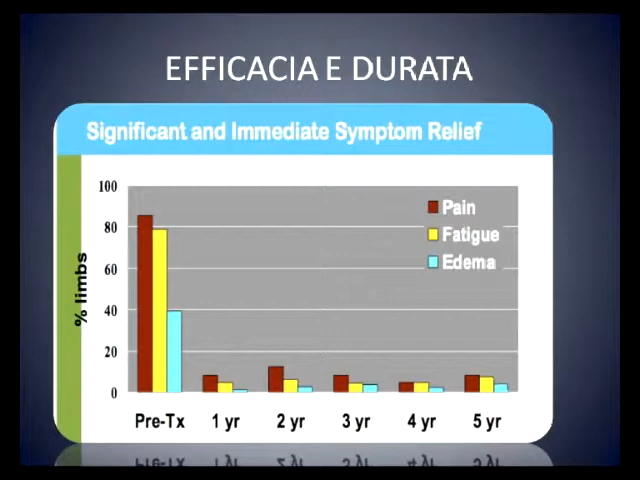 EFFICACIA E DURATA
Significant and Immediate Symptom Relief
% limbs
100
80
60
40
20
0
Pain
Fatigue
Edema
Pre-Tx 1 yr 2 yr 3 yr 4 yr 5 yr